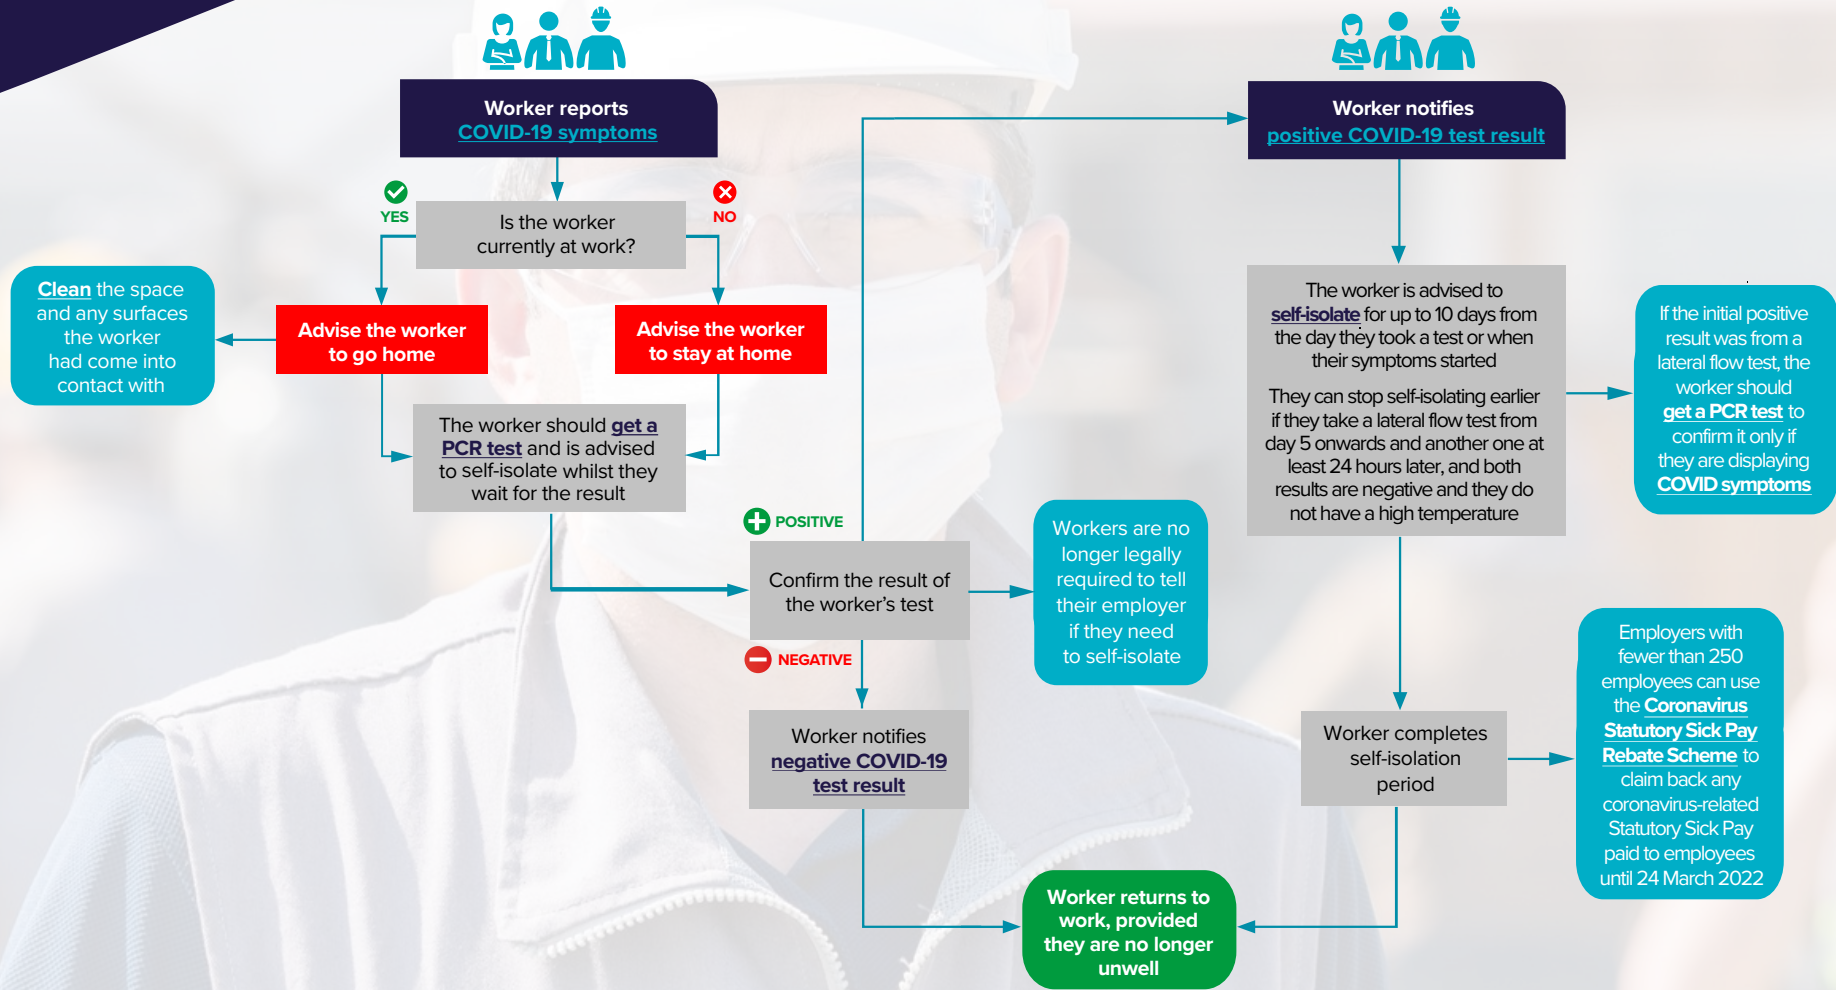 Worker reports
COVID-19 symptoms
YES
NO
Is the worker
currently at work?
Clean the space
and any surfaces
the worker
had come into
contact with
Advise the worker
to go home
Advise the worker
to stay at home
The worker should get a
PCR test and is advised
to self-isolate whilst they
wait for the result
POSITIVE
Confirm the result of
the worker's test
NEGATIVE
Workers are no
longer legally
required to tell
their employer
if they need
to self-isolate
Worker notifies
negative COVID-19
test result
Worker notifies
positive COVID-19 test result
The worker is advised to
self-isolate for up to 10 days from
the day they took a test or when
their symptoms started
They can stop self-isolating earlier
if they take a lateral flow test from
day 5 onwards and another one at
least 24 hours later, and both
results are negative and they do
not have a high temperature
If the initial positive
result was from a
lateral flow test, the
worker should
get a PCR test to
confirm it only if
they are displaying
COVID symptoms
Worker completes
self-isolation
period
Employers with
fewer than 250
employees can use
the Coronavirus
Statutory Sick Pay
Rebate Scheme to
claim back any
coronavirus-related
Statutory Sick Pay
paid to employees
until 24 March 2022
Worker returns to
work, provided
they are no longer
unwell